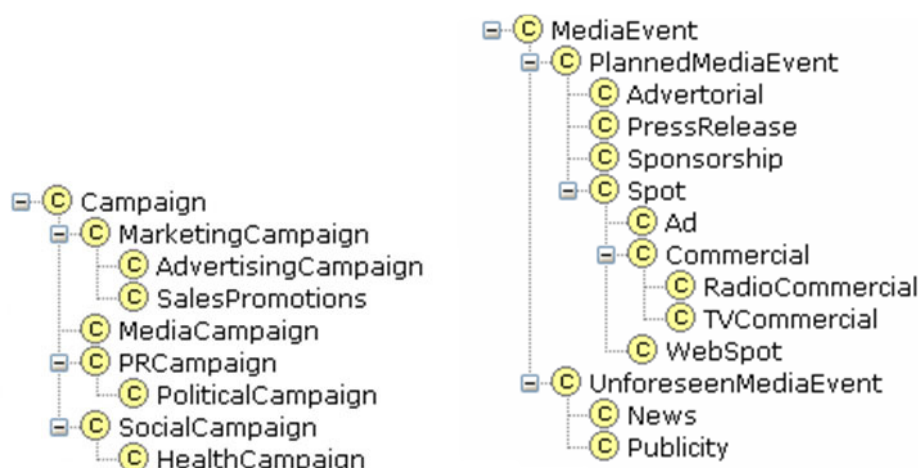 Campaign
MarketingCampaign
AdvertisingCampaign
SalesPromotions
MediaCampaign
PRCampaign
PoliticalCampaign
SocialCampaign
HealthCampaign
MediaEvent
PlannedMediaEvent
Advertorial
PressRelease
Sponsorship
Spot
Ad
Commercial
RadioCommercial
TVCommercial
WebSpot
UnforeseenMediaEvent
News
Publicity